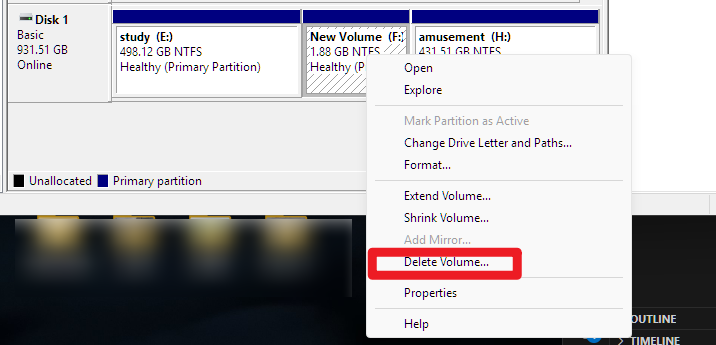 Disk 1
Basic
931.51 GB
Online
study (E:)
498.12 GB NTFS
Healthy (Primary Partition)
New Volume (F:
1.88 GB NTFS
Healthy (Prima
amusement (H:)
431.51 GB NTFS
Open
Explore
Mark Partition as Active
Change Drive Letter and Paths...
Format...
Extend Volume...
Shrink Volume...
Add Mirror...
Delete Volume...
Properties
Help
Unallocated
Primary partition
OUTLINE
TIMELINE